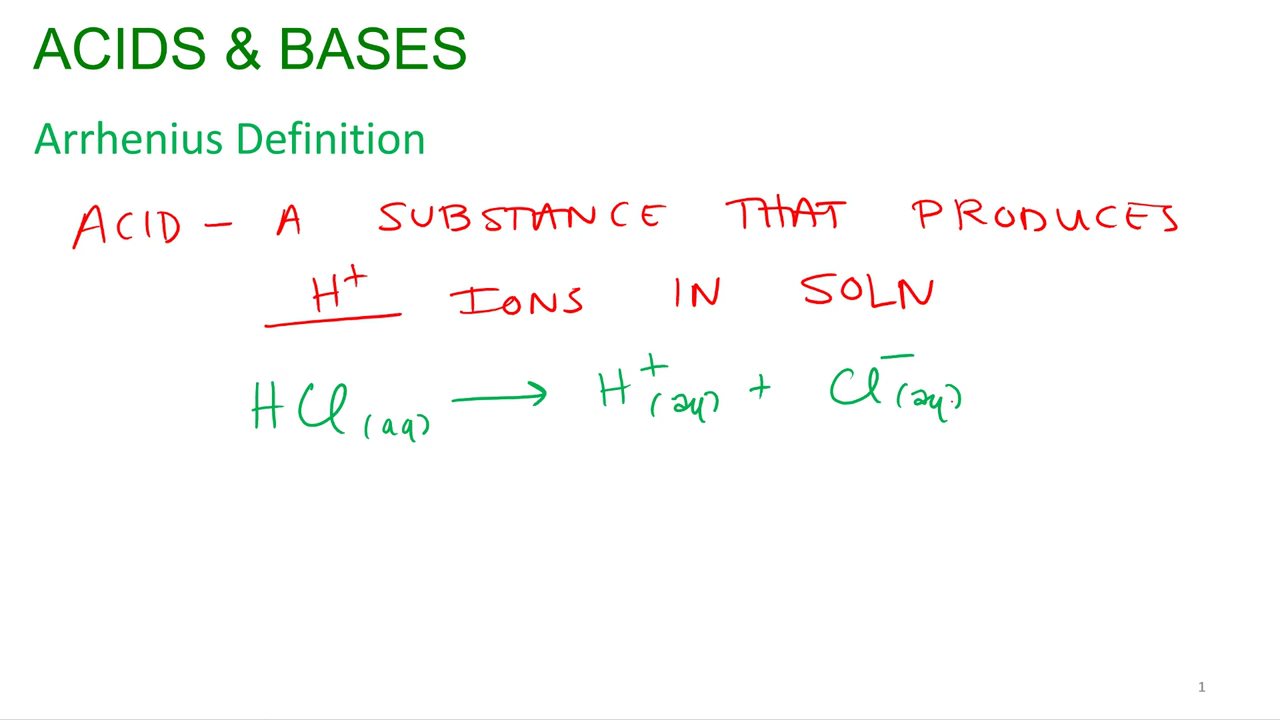 ACIDS & BASES
Arrhenius Definition
ACID – A SUBSTANCE THAT PRODUCES
H⁺ IONS IN SOLN
HCl (aq) ⟶ H⁺ (aq) + Cl⁻ (aq)
1